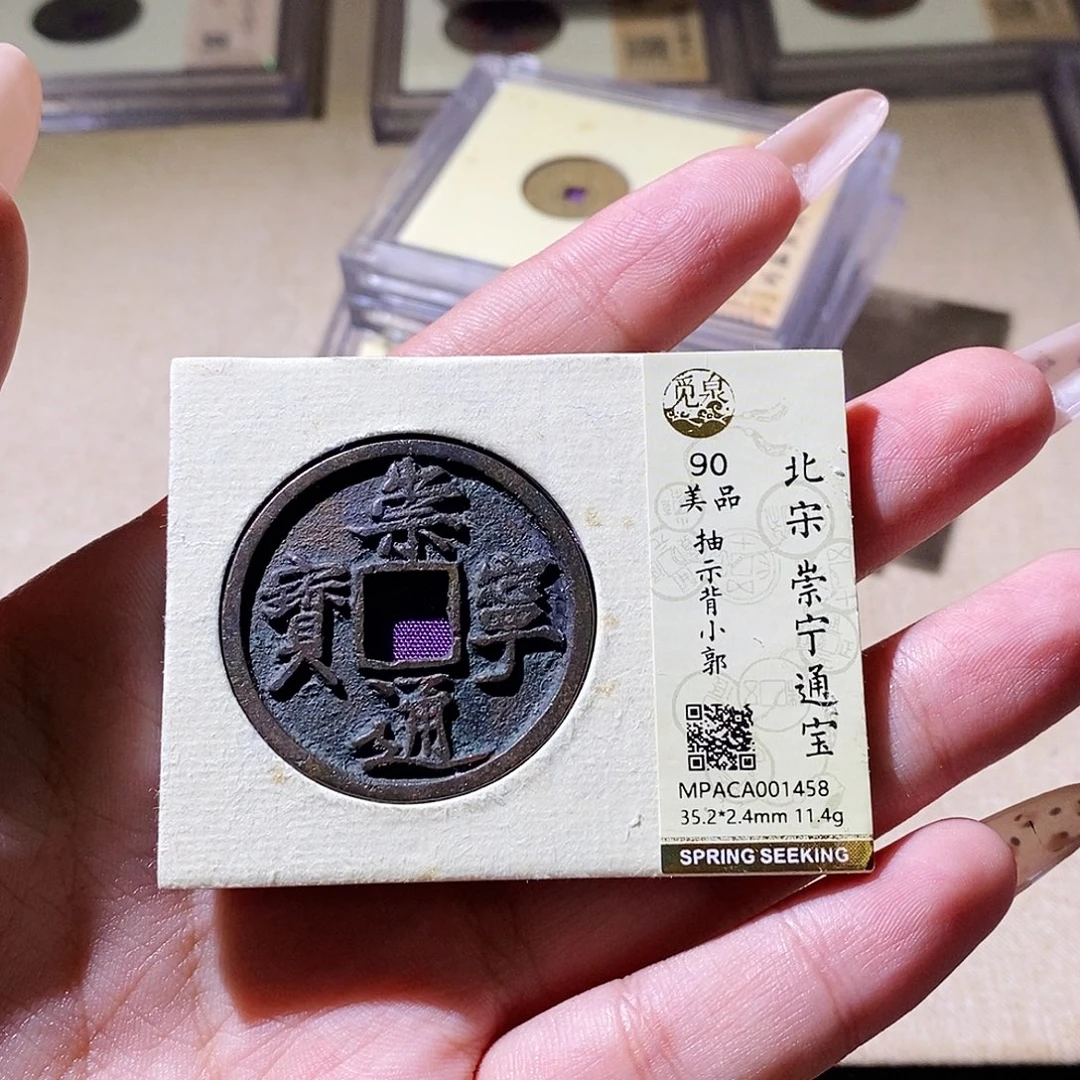 崇寧通寶
觅泉
90
美品
抽示背小郭
北宋 崇宁通宝
MPACA001458
35.2*2.4mm 11.4g
SPRING SEEKING